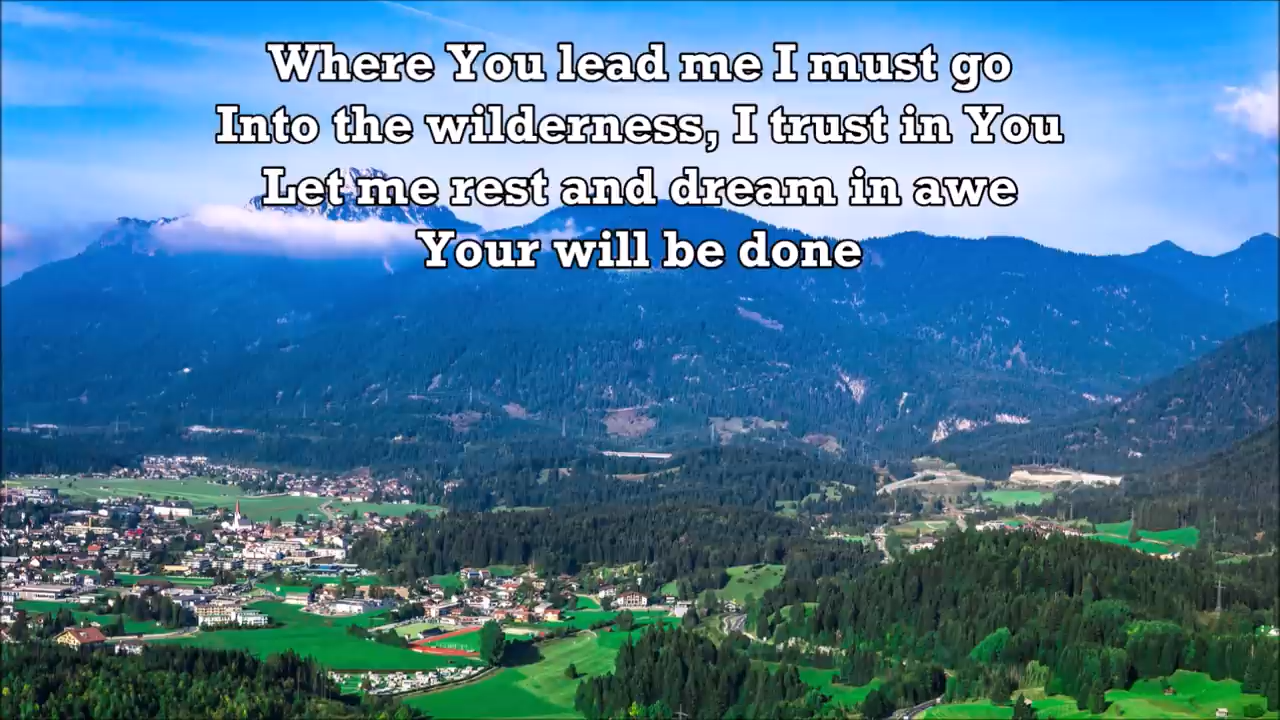 Where You lead me I must go
Into the wilderness, I trust in You
Let me rest and dream in awe
Your will be done